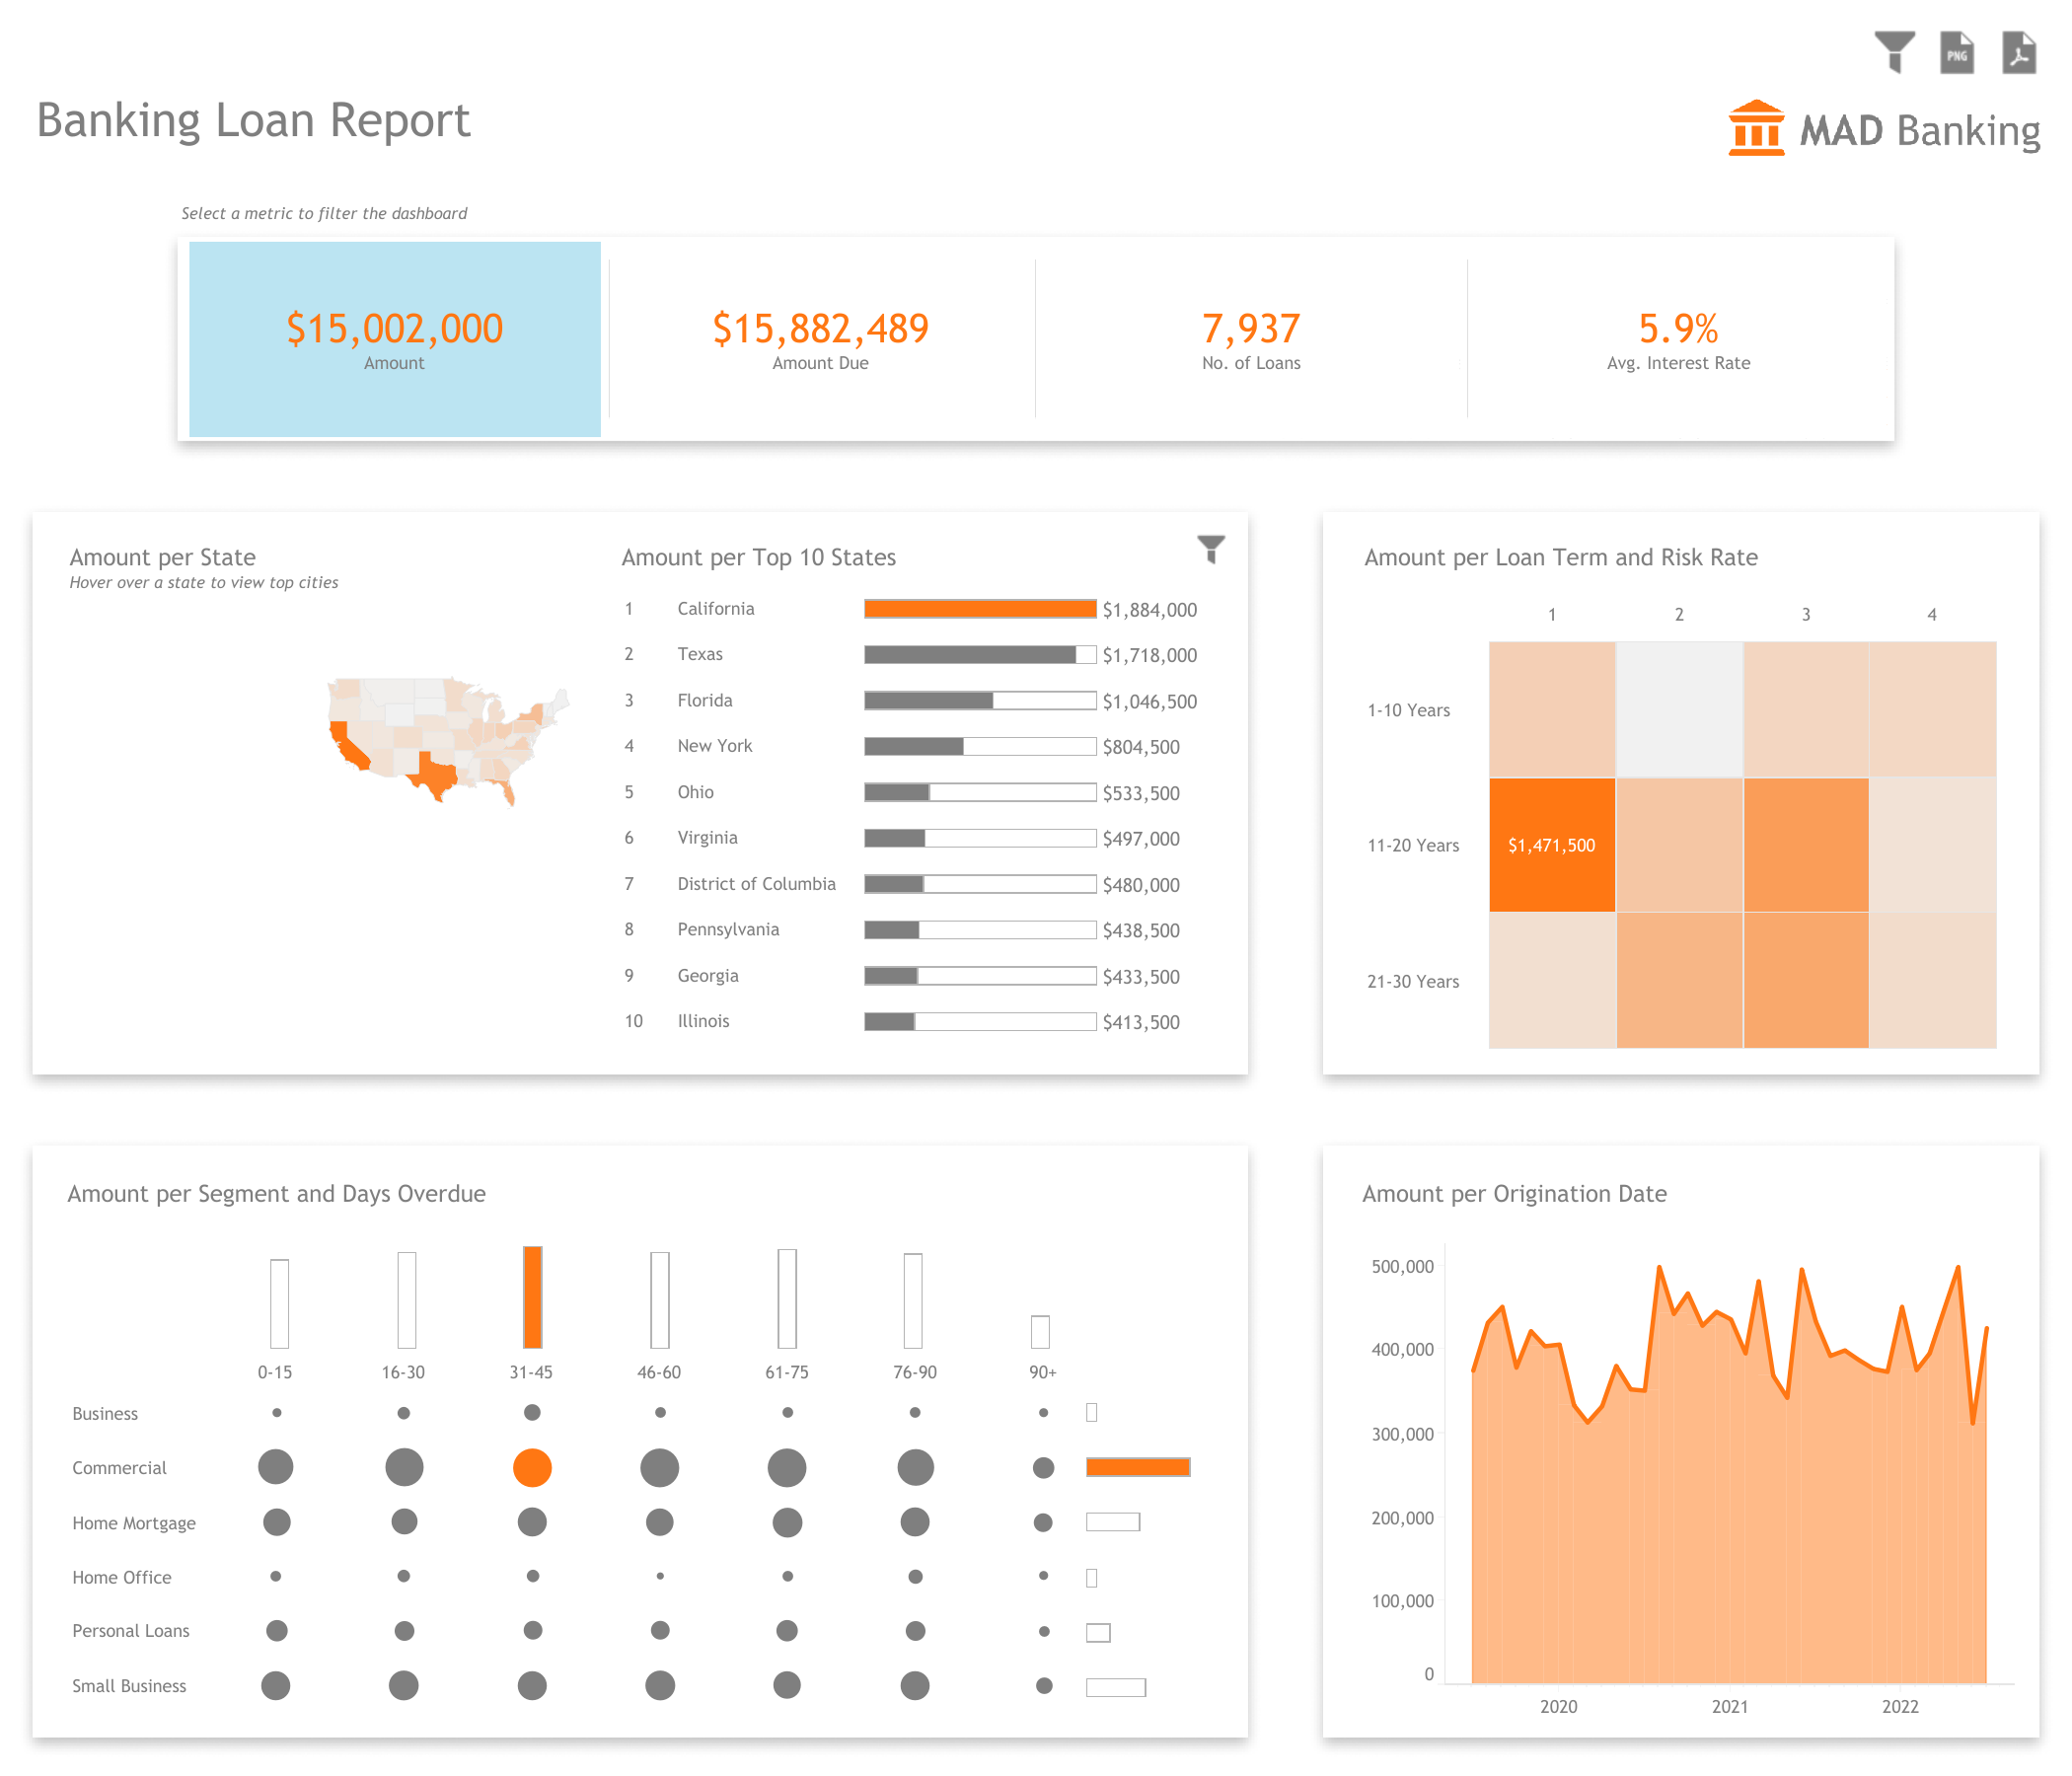 PNG
Banking Loan Report
MAD Banking
Select a metric to filter the dashboard
$15,002,000
Amount
$15,882,489
Amount Due
7,937
No. of Loans
5.9%
Avg. Interest Rate
Amount per State
Hover over a state to view top cities
Amount per Top 10 States
1 California $1,884,000
2 Texas $1,718,000
3 Florida $1,046,500
4 New York $804,500
5 Ohio $533,500
6 Virginia $497,000
7 District of Columbia $480,000
8 Pennsylvania $438,500
9 Georgia $433,500
10 Illinois $413,500
Amount per Loan Term and Risk Rate
1 2 3 4
1-10 Years
11-20 Years $1,471,500
21-30 Years
Amount per Segment and Days Overdue
0-15 16-30 31-45 46-60 61-75 76-90 90+
Business
Commercial
Home Mortgage
Home Office
Personal Loans
Small Business
Amount per Origination Date
500,000
400,000
300,000
200,000
100,000
0
2020 2021 2022